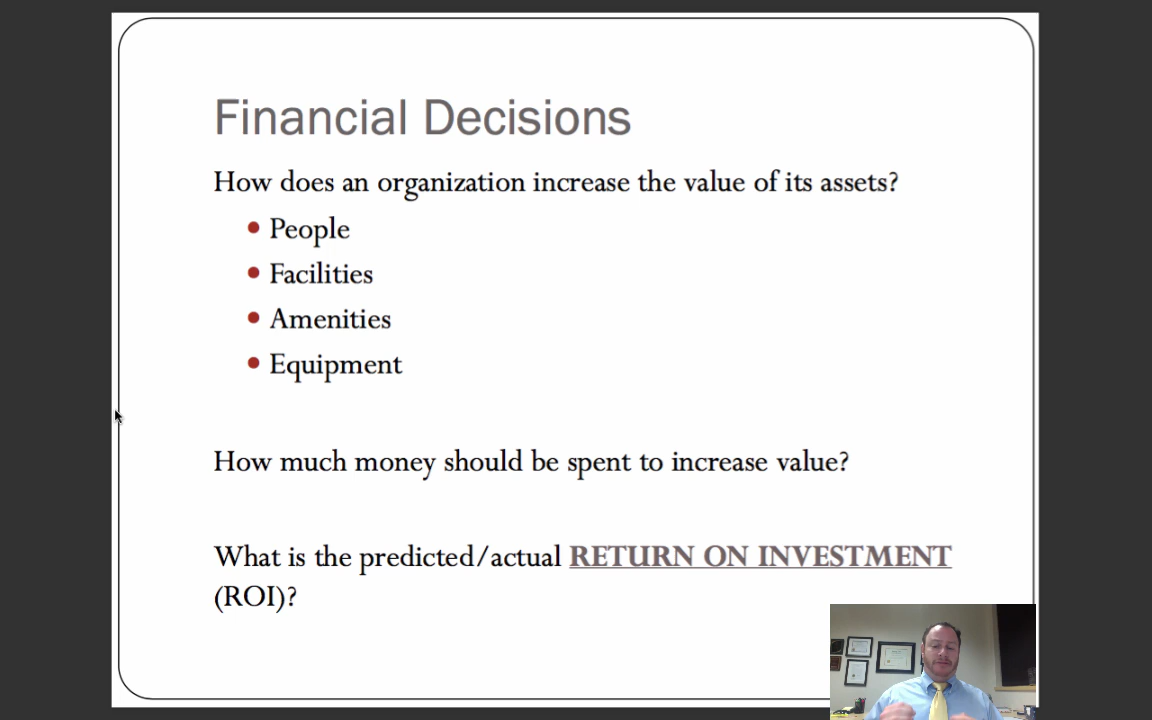 Financial Decisions
How does an organization increase the value of its assets?
People
Facilities
Amenities
Equipment
How much money should be spent to increase value?
What is the predicted/actual RETURN ON INVESTMENT
(ROI)?